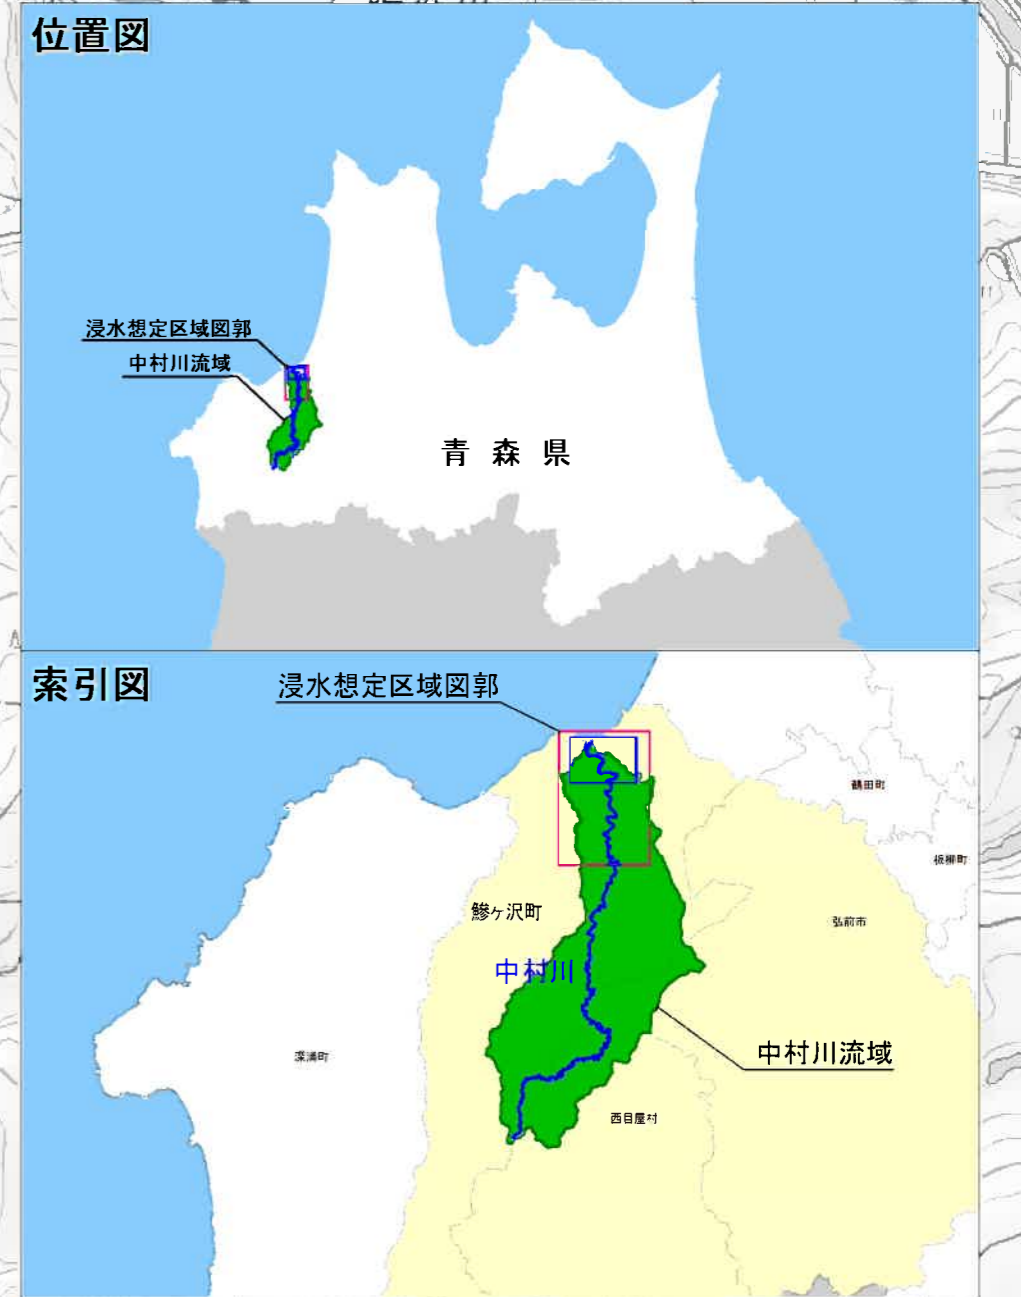 位置図
浸水想定区域図郭
中村川流域
青森県
索引図
浸水想定区域図郭
鶴田町
板柳町
鰺ヶ沢町
弘前市
中村川
中村川流域
深浦町
西目屋村